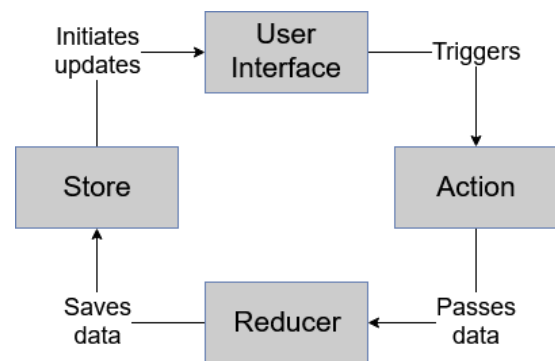 Initiates
updates
User
Interface
Triggers
Store
Action
Saves
data
Reducer
Passes
data